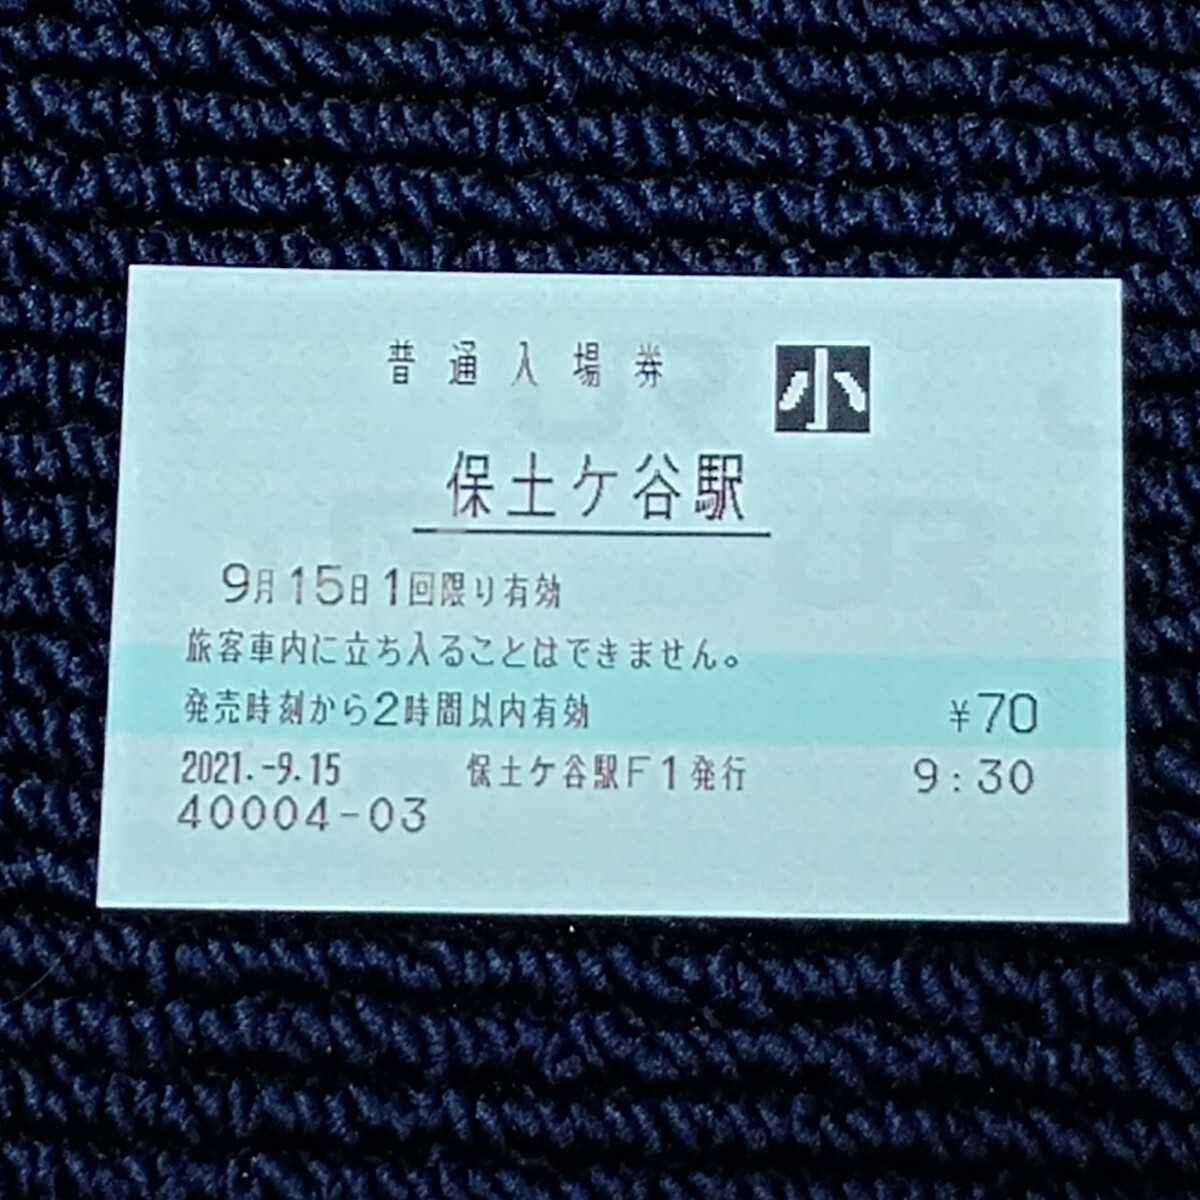 普通入場券 小
保土ケ谷駅
9月15日1回限り有効
旅客車内に立ち入ることはできません。
発売時刻から2時間以内有効 ¥70
2021.-9.15 保土ケ谷駅F1発行 9:30
40004-03